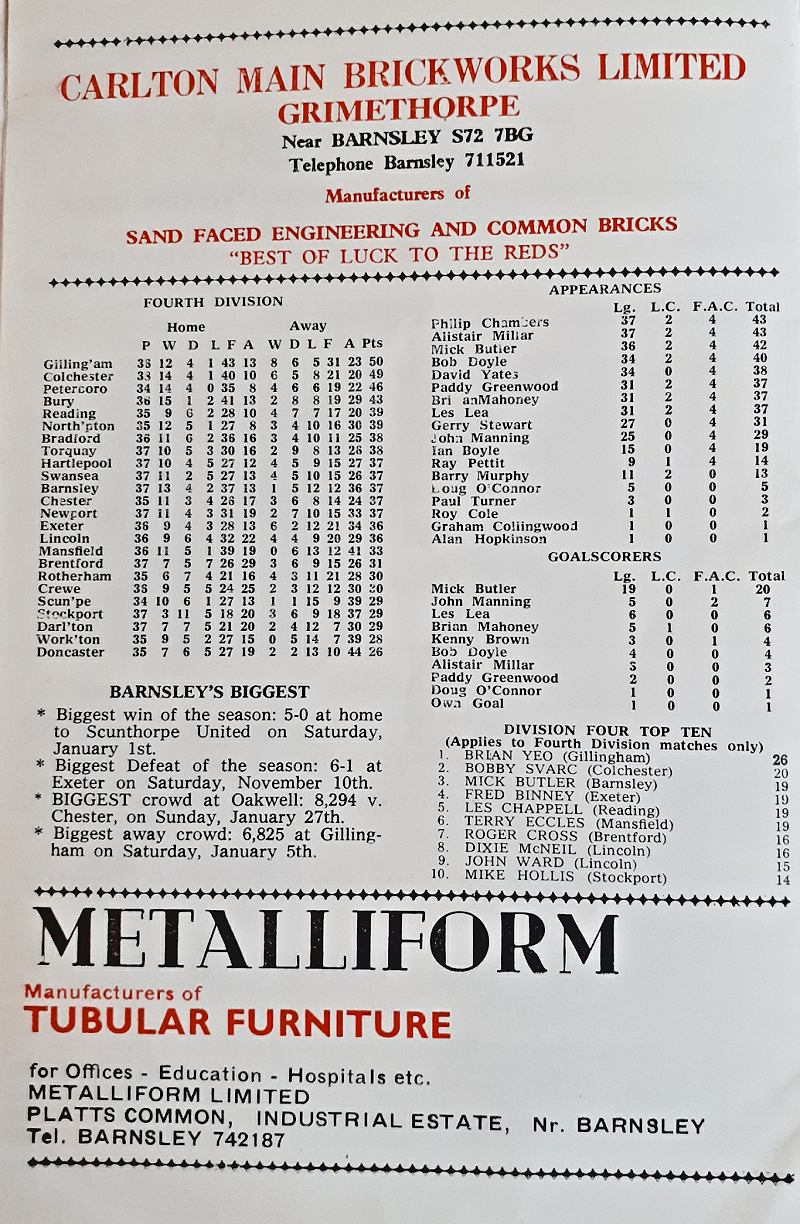 CARLTON MAIN BRICKWORKS LIMITED
GRIMETHORPE
Near BARNSLEY S72 7BG
Telephone Barnsley 711521
Manufacturers of
SAND FACED ENGINEERING AND COMMON BRICKS
"BEST OF LUCK TO THE REDS"
FOURTH DIVISION
Home Away
P W D L F A W D L F A Pts
Gilling'am 38 12 4 1 43 13 8 6 5 31 23 50
Colchester 38 14 4 1 40 10 6 5 8 21 20 49
Peterboro 34 14 4 0 35 8 4 6 6 19 22 46
Bury 36 15 1 2 41 13 2 8 8 19 29 43
Reading 35 9 6 2 28 10 4 7 7 17 20 39
North'pton 35 12 5 1 27 8 3 4 10 16 30 39
Bradford 36 11 6 2 36 16 3 4 10 11 25 38
Torquay 37 10 5 3 30 16 2 9 8 13 26 38
Hartlepool 37 10 4 5 27 12 4 5 9 15 27 37
Swansea 37 11 2 5 27 13 4 5 10 15 26 37
Barnsley 37 13 4 2 37 13 1 5 12 12 36 37
Chester 35 11 3 4 26 17 3 6 8 14 24 37
Newport 37 11 4 3 31 19 2 7 10 15 33 37
Exeter 36 9 4 3 28 13 6 2 12 21 34 36
Lincoln 36 9 6 4 32 22 4 4 9 20 29 36
Mansfield 36 11 5 1 39 19 0 6 13 12 41 33
Brentford 37 7 5 7 26 29 3 6 9 15 26 31
Rotherham 35 6 7 4 21 16 4 3 11 21 28 30
Crewe 36 9 5 5 24 25 2 3 12 12 30 30
Scun'pe 34 10 6 1 27 13 1 1 15 9 39 29
Stockport 37 3 11 5 18 20 3 6 9 18 37 29
Darl'ton 37 7 7 5 21 20 2 4 12 7 30 29
Work'ton 35 9 5 2 27 15 0 5 14 7 39 28
Doncaster 35 7 6 5 27 19 2 2 13 10 44 26
BARNSLEY'S BIGGEST
* Biggest win of the season: 5-0 at home
to Scunthorpe United on Saturday,
January 1st.
* Biggest Defeat of the season: 6-1 at
Exeter on Saturday, November 10th.
* BIGGEST crowd at Oakwell: 8,294 v.
Chester, on Sunday, January 27th.
* Biggest away crowd: 6,825 at Gilling-
ham on Saturday, January 5th.
APPEARANCES
Lg. L.C. F.A.C. Total
Philip Chambers 37 2 4 43
Alistair Millar 37 2 4 43
Mick Butler 36 2 4 42
Bob Doyle 34 2 4 40
David Yates 34 0 4 38
Paddy Greenwood 31 2 4 37
Bri anMahoney 31 2 4 37
Les Lea 31 2 4 37
Gerry Stewart 27 0 4 31
John Manning 25 0 4 29
Ian Boyle 15 0 4 19
Ray Pettit 9 1 4 14
Barry Murphy 11 2 0 13
Doug O'Connor 5 0 0 5
Paul Turner 3 0 0 3
Roy Cole 1 1 0 2
Graham Collingwood 1 0 0 1
Alan Hopkinson 1 0 0 1
GOALSCORERS
Lg. L.C. F.A.C. Total
Mick Butler 19 0 1 20
John Manning 5 0 2 7
Les Lea 6 0 0 6
Brian Mahoney 5 1 0 6
Kenny Brown 3 0 1 4
Bob Doyle 4 0 0 4
Alistair Millar 3 0 0 3
Paddy Greenwood 2 0 0 2
Doug O'Connor 1 0 0 1
Own Goal 1 0 0 1
DIVISION FOUR TOP TEN
(Applies to Fourth Division matches only)
1. BRIAN YEO (Gillingham) 26
2. BOBBY SVARC (Colchester) 20
3. MICK BUTLER (Barnsley) 19
4. FRED BINNEY (Exeter) 19
5. LES CHAPPELL (Reading) 19
6. TERRY ECCLES (Mansfield) 19
7. ROGER CROSS (Brentford) 16
8. DIXIE McNEIL (Lincoln) 16
9. JOHN WARD (Lincoln) 15
10. MIKE HOLLIS (Stockport) 14
METALLIFORM
Manufacturers of
TUBULAR FURNITURE
for Offices - Education - Hospitals etc.
METALLIFORM LIMITED
PLATTS COMMON, INDUSTRIAL ESTATE, Nr. BARNSLEY
Tel. BARNSLEY 742187